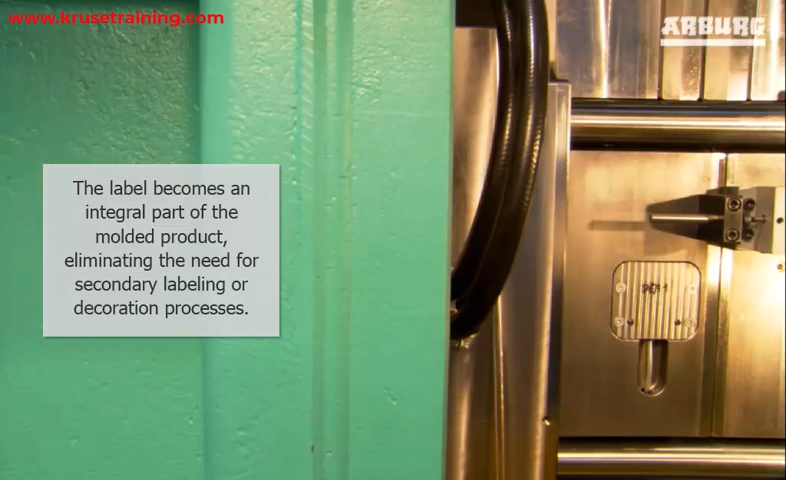 www.krusetraining.com
ARBURG
The label becomes an
integral part of the
molded product,
eliminating the need for
secondary labeling or
decoration processes.